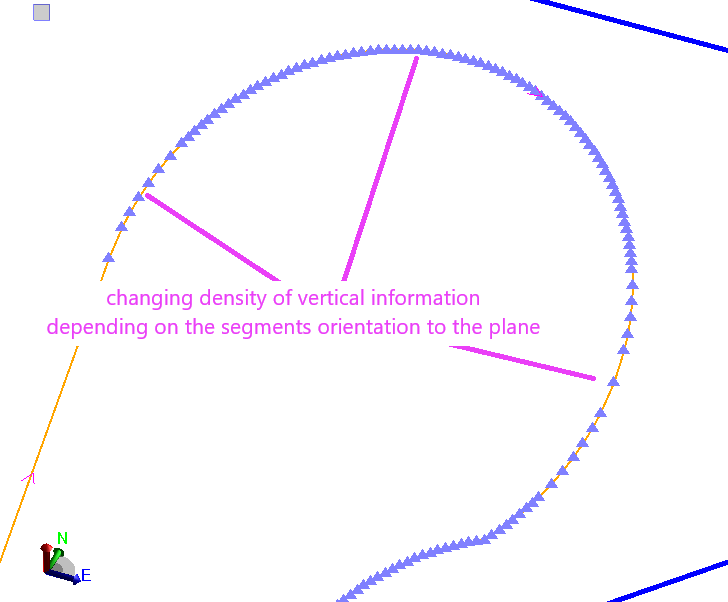 changing density of vertical information
depending on the segments orientation to the plane
N
E